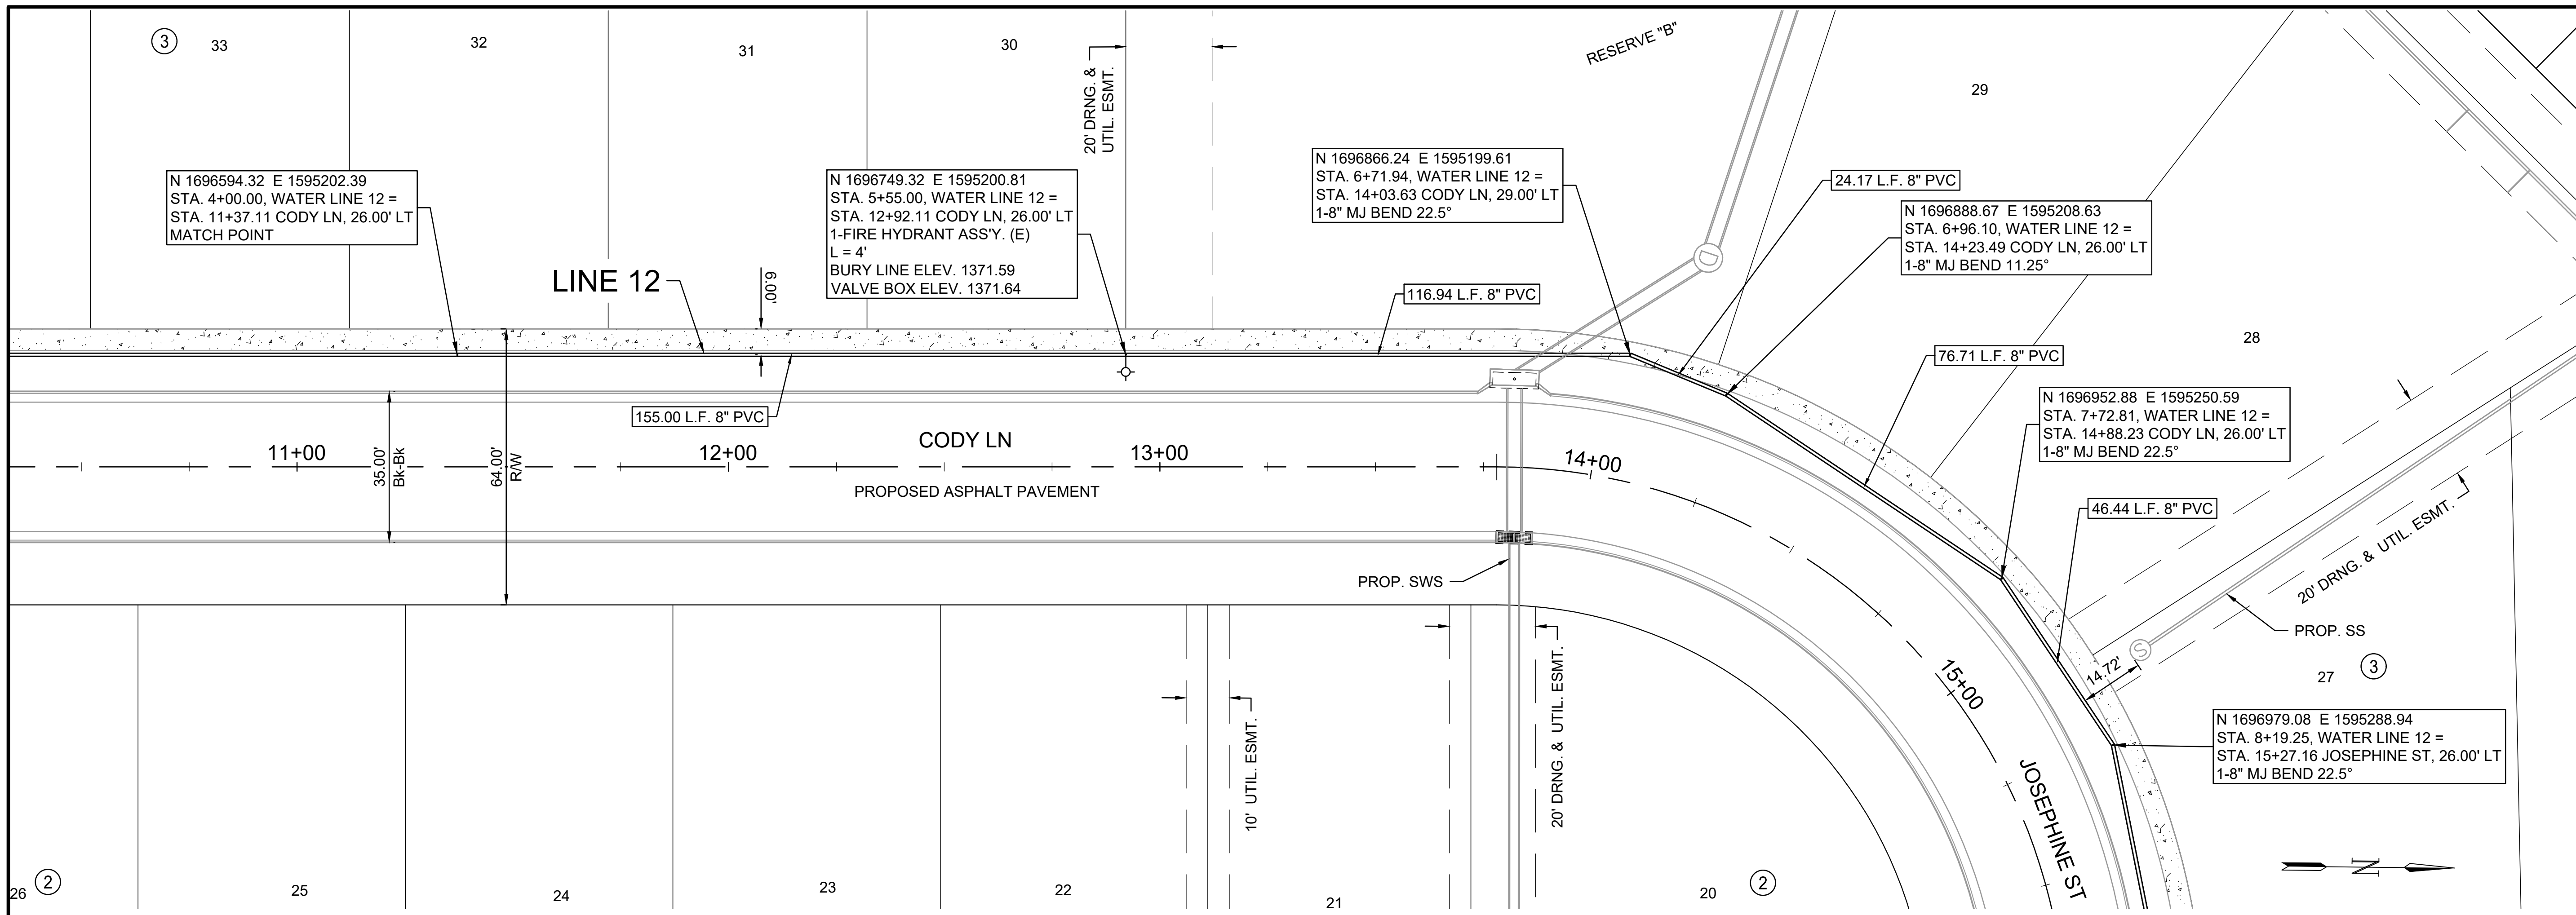 3
33
32
31
30
20' DRNG. &
UTIL. ESMT.
RESERVE "B"
29
N 1696594.32 E 1595202.39
STA. 4+00.00, WATER LINE 12 =
STA. 11+37.11 CODY LN, 26.00' LT
MATCH POINT
N 1696749.32 E 1595200.81
STA. 5+55.00, WATER LINE 12 =
STA. 12+92.11 CODY LN, 26.00' LT
1-FIRE HYDRANT ASS'Y. (E)
L = 4'
BURY LINE ELEV. 1371.59
VALVE BOX ELEV. 1371.64
N 1696866.24 E 1595199.61
STA. 6+71.94, WATER LINE 12 =
STA. 14+03.63 CODY LN, 29.00' LT
1-8" MJ BEND 22.5°
24.17 L.F. 8" PVC
N 1696888.67 E 1595208.63
STA. 6+96.10, WATER LINE 12 =
STA. 14+23.49 CODY LN, 26.00' LT
1-8" MJ BEND 11.25°
D
LINE 12
6.00'
116.94 L.F. 8" PVC
28
76.71 L.F. 8" PVC
N 1696952.88 E 1595250.59
STA. 7+72.81, WATER LINE 12 =
STA. 14+88.23 CODY LN, 26.00' LT
1-8" MJ BEND 22.5°
155.00 L.F. 8" PVC
11+00
12+00
CODY LN
13+00
14+00
35.00'
Bk-Bk
64.00'
R/W
PROPOSED ASPHALT PAVEMENT
46.44 L.F. 8" PVC
20' DRNG. & UTIL. ESMT.
PROP. SWS
PROP. SS
S
14.72'
27
3
15+00
N 1696979.08 E 1595288.94
STA. 8+19.25, WATER LINE 12 =
STA. 15+27.16 JOSEPHINE ST, 26.00' LT
1-8" MJ BEND 22.5°
10' UTIL. ESMT.
20' DRNG. & UTIL. ESMT.
JOSEPHINE ST
N
26
2
25
24
23
22
21
20
2